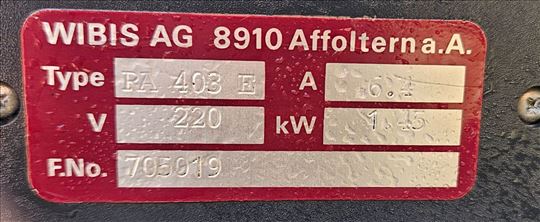 WIBIS AG 8910 Affoltern a.A.
Type PA 403 E A 6.4
V 220 kW 1.45
F.No. 705019